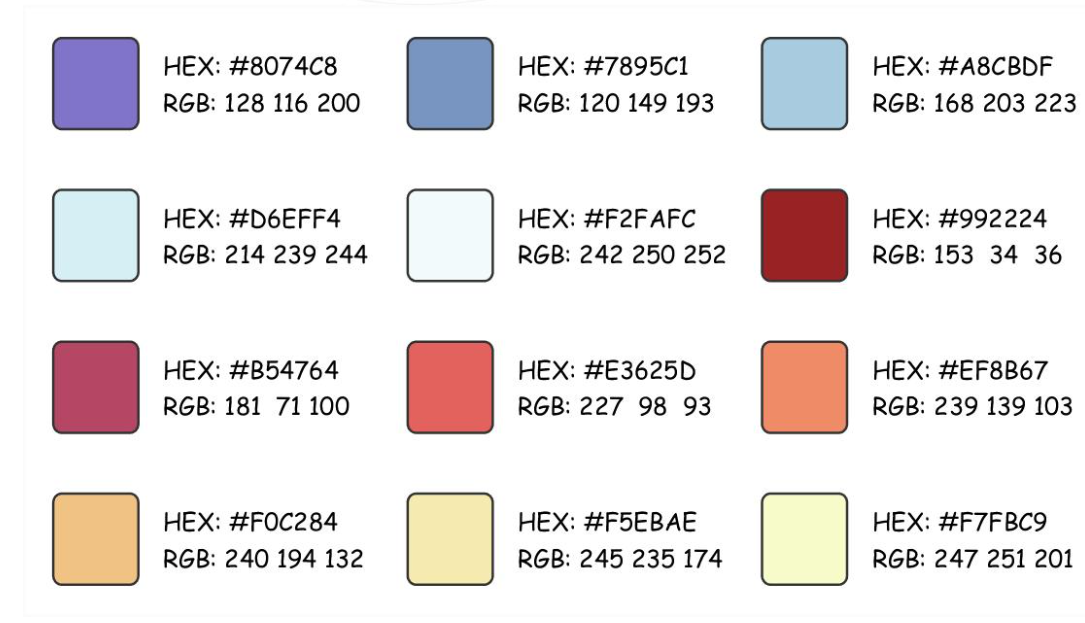 HEX: #8074C8
RGB: 128 116 200
HEX: #7895C1
RGB: 120 149 193
HEX: #A8CBDF
RGB: 168 203 223
HEX: #D6EFF4
RGB: 214 239 244
HEX: #F2FAFC
RGB: 242 250 252
HEX: #992224
RGB: 153 34 36
HEX: #B54764
RGB: 181 71 100
HEX: #E3625D
RGB: 227 98 93
HEX: #EF8B67
RGB: 239 139 103
HEX: #F0C284
RGB: 240 194 132
HEX: #F5EBAE
RGB: 245 235 174
HEX: #F7FBC9
RGB: 247 251 201